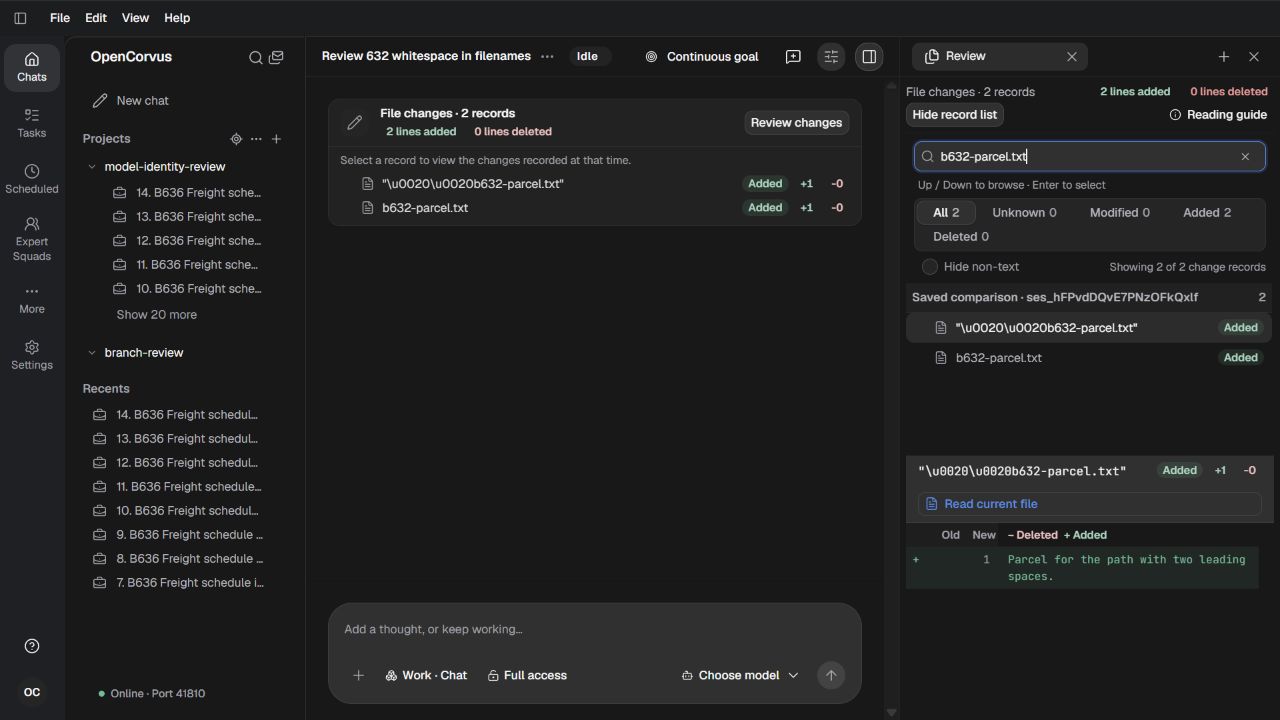 File Edit View Help
Chats
Tasks
Scheduled
Expert
Squads
More
Settings
OC
OpenCorvus
New chat
Projects
model-identity-review
14. B636 Freight sche...
13. B636 Freight sche...
12. B636 Freight sche...
11. B636 Freight sche...
10. B636 Freight sche...
Show 20 more
branch-review
Recents
14. B636 Freight schedul...
13. B636 Freight schedul...
12. B636 Freight schedul...
11. B636 Freight schedule...
10. B636 Freight schedul...
9. B636 Freight schedule ...
8. B636 Freight schedule ...
7. B636 Freight schedule i...
Online · Port 41810
Review 632 whitespace in filenames ··· Idle Continuous goal
File changes · 2 records
2 lines added 0 lines deleted
Review changes
Select a record to view the changes recorded at that time.
"\u0020\u0020b632-parcel.txt" Added +1 -0
b632-parcel.txt Added +1 -0
Add a thought, or keep working...
Work · Chat Full access Choose model
Review
File changes · 2 records 2 lines added 0 lines deleted
Hide record list Reading guide
b632-parcel.txt
Up / Down to browse · Enter to select
All 2 Unknown 0 Modified 0 Added 2
Deleted 0
Hide non-text Showing 2 of 2 change records
Saved comparison · ses_hFPvdDQvE7PNzOFkQxlf 2
"\u0020\u0020b632-parcel.txt" Added
b632-parcel.txt Added
"\u0020\u0020b632-parcel.txt" Added +1 -0
Read current file
Old New – Deleted + Added
+ 1 Parcel for the path with two leading
spaces.